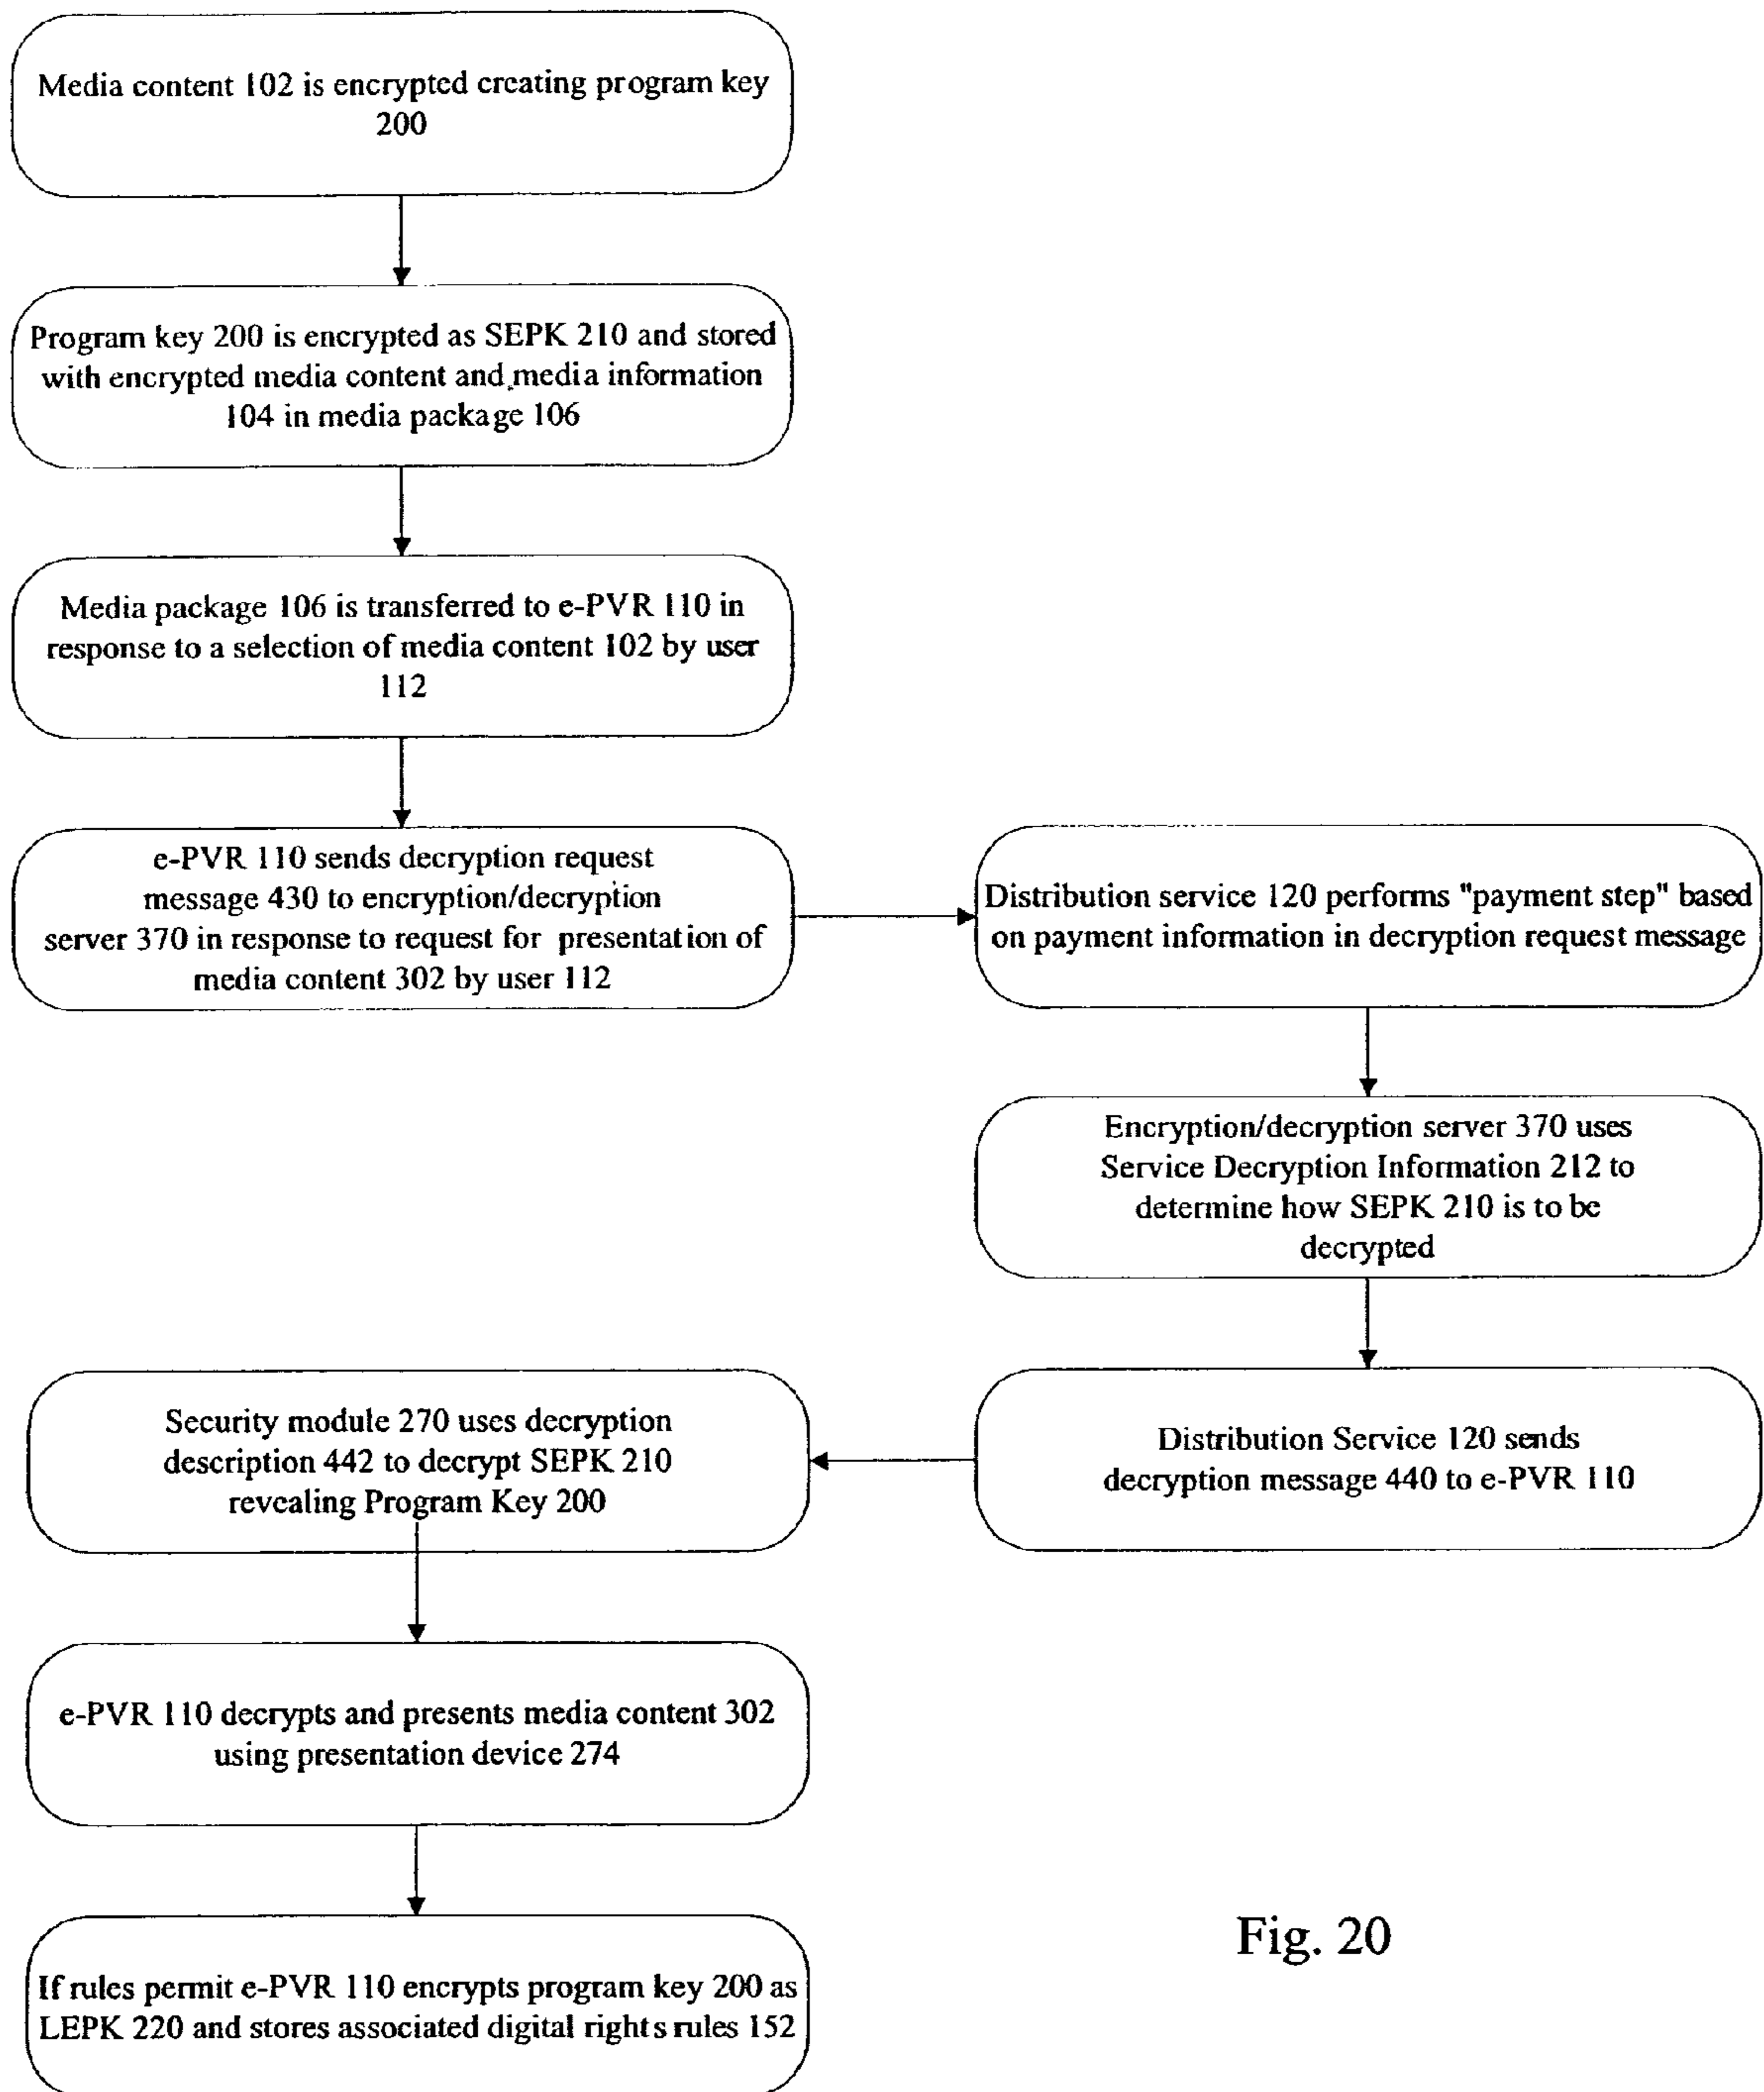 Media content 102 is encrypted creating program key
200
Program key 200 is encrypted as SEPK 210 and stored
with encrypted media content and media information
104 in media package 106
Media package 106 is transferred to e-PVR 110 in
response to a selection of media content 102 by user
112
e-PVR 110 sends decryption request
message 430 to encryption/decryption
server 370 in response to request for presentation of
media content 302 by user 112
Distribution service 120 performs "payment step" based
on payment information in decryption request message
Encryption/decryption server 370 uses
Service Decryption Information 212 to
determine how SEPK 210 is to be
decrypted
Distribution Service 120 sends
decryption message 440 to e-PVR 110
Security module 270 uses decryption
description 442 to decrypt SEPK 210
revealing Program Key 200
e-PVR 110 decrypts and presents media content 302
using presentation device 274
If rules permit e-PVR 110 encrypts program key 200 as
LEPK 220 and stores associated digital rights rules 152
Fig. 20